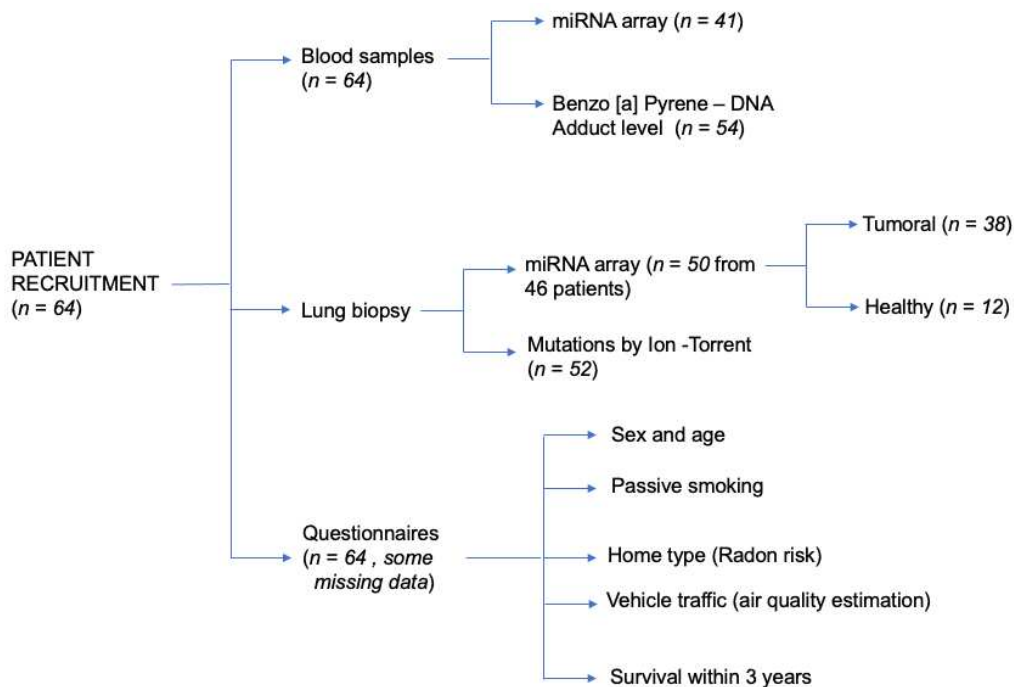 PATIENT
RECRUITMENT
(n = 64)
Blood samples
(n = 64)
miRNA array (n = 41)
Benzo [a] Pyrene – DNA
Adduct level (n = 54)
Lung biopsy
miRNA array (n = 50 from
46 patients)
Tumoral (n = 38)
Healthy (n = 12)
Mutations by Ion -Torrent
(n = 52)
Questionnaires
(n = 64 , some
missing data)
Sex and age
Passive smoking
Home type (Radon risk)
Vehicle traffic (air quality estimation)
Survival within 3 years